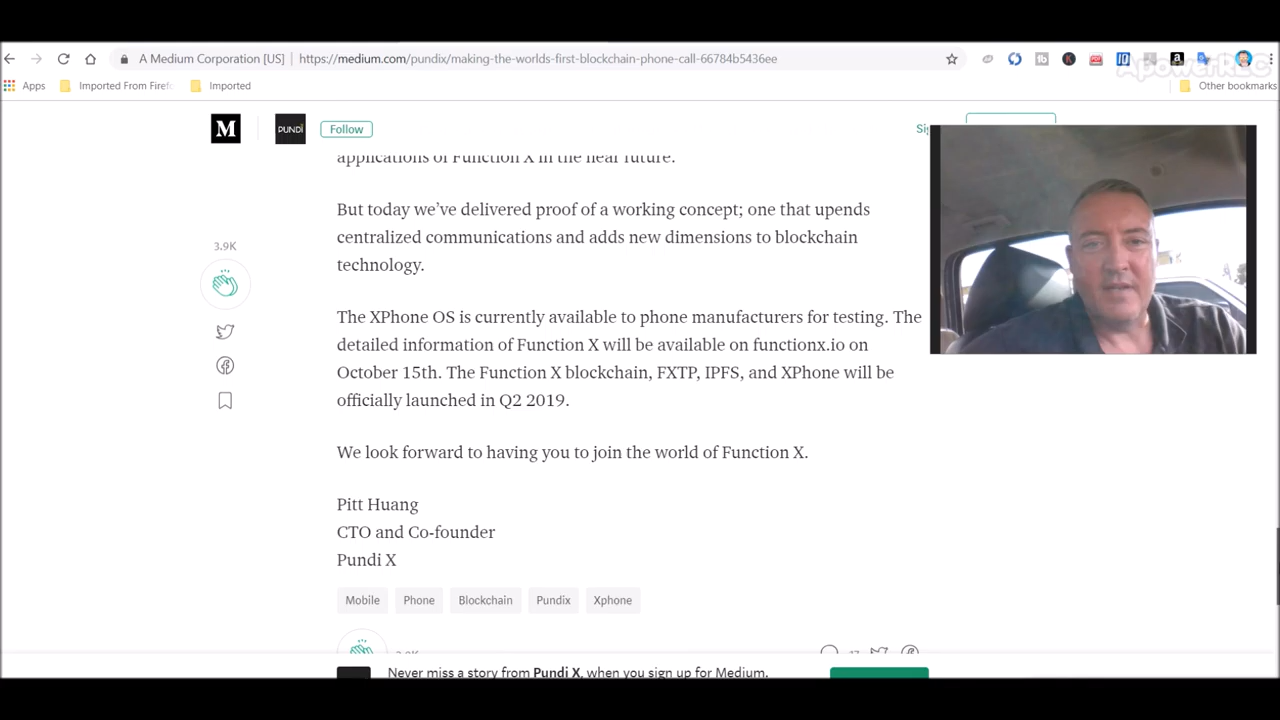 A Medium Corporation [US] | https://medium.com/pundix/making-the-worlds-first-blockchain-phone-call-66784b5436ee
ApowerREC
Apps Imported From Firef Imported Other bookmarks
M PUNDI Follow
applications of Function X in the near future.
But today we've delivered proof of a working concept; one that upends
centralized communications and adds new dimensions to blockchain
technology.
3.9K
The XPhone OS is currently available to phone manufacturers for testing. The
detailed information of Function X will be available on functionx.io on
October 15th. The Function X blockchain, FXTP, IPFS, and XPhone will be
officially launched in Q2 2019.
We look forward to having you to join the world of Function X.
Pitt Huang
CTO and Co-founder
Pundi X
Mobile Phone Blockchain Pundix Xphone
Never miss a story from Pundi X, when you sign up for Medium.